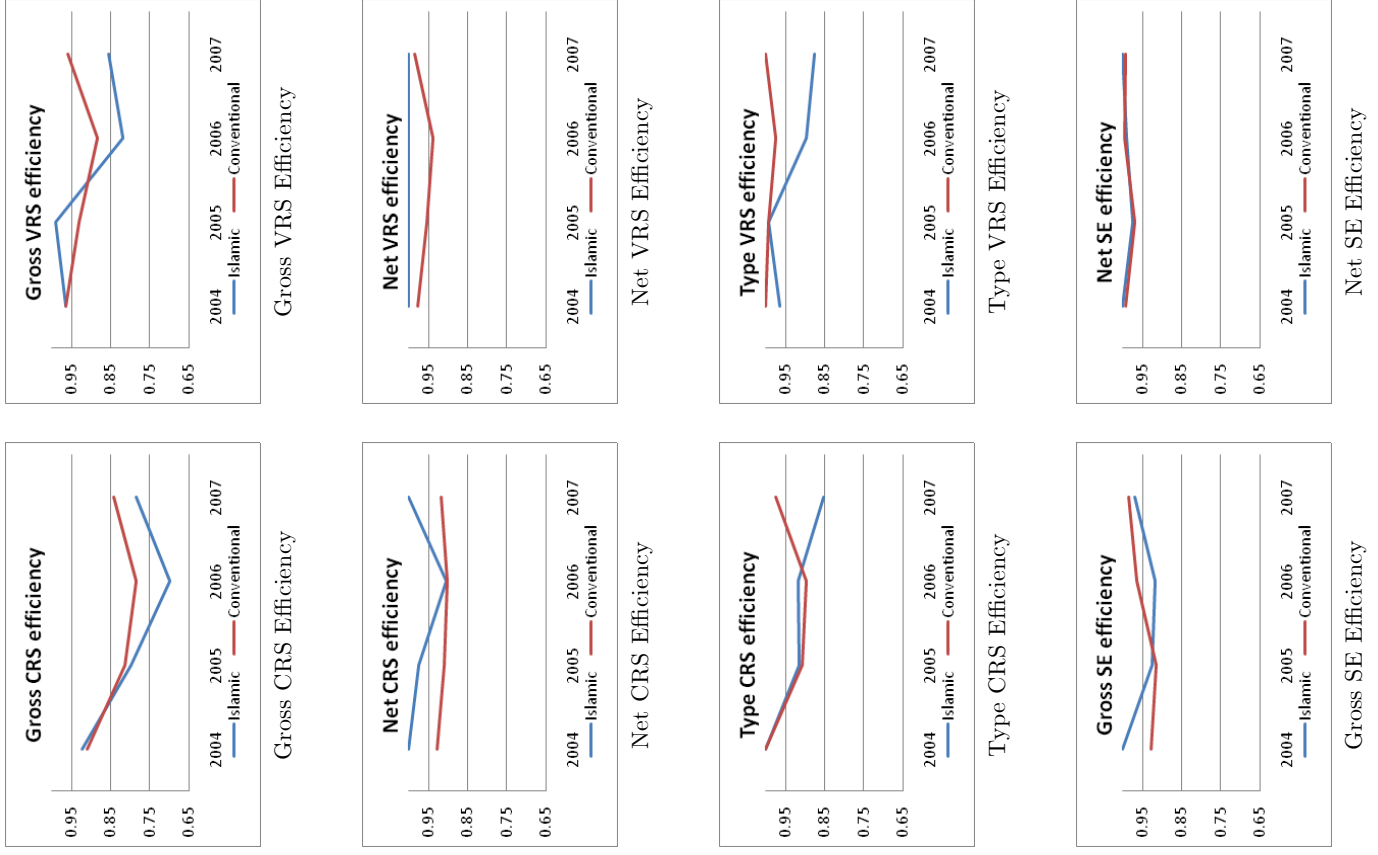 Gross CRS efficiency
0.95
0.85
0.75
0.65
2004 2005 2006 2007
Islamic Conventional
Gross CRS Efficiency
Gross VRS efficiency
0.95
0.85
0.75
0.65
2004 2005 2006 2007
Islamic Conventional
Gross VRS Efficiency
Net CRS efficiency
0.95
0.85
0.75
0.65
2004 2005 2006 2007
Islamic Conventional
Net CRS Efficiency
Net VRS efficiency
0.95
0.85
0.75
0.65
2004 2005 2006 2007
Islamic Conventional
Net VRS Efficiency
Type CRS efficiency
0.95
0.85
0.75
0.65
2004 2005 2006 2007
Islamic Conventional
Type CRS Efficiency
Type VRS efficiency
0.95
0.85
0.75
0.65
2004 2005 2006 2007
Islamic Conventional
Type VRS Efficiency
Gross SE efficiency
0.95
0.85
0.75
0.65
2004 2005 2006 2007
Islamic Conventional
Gross SE Efficiency
Net SE efficiency
0.95
0.85
0.75
0.65
2004 2005 2006 2007
Islamic Conventional
Net SE Efficiency